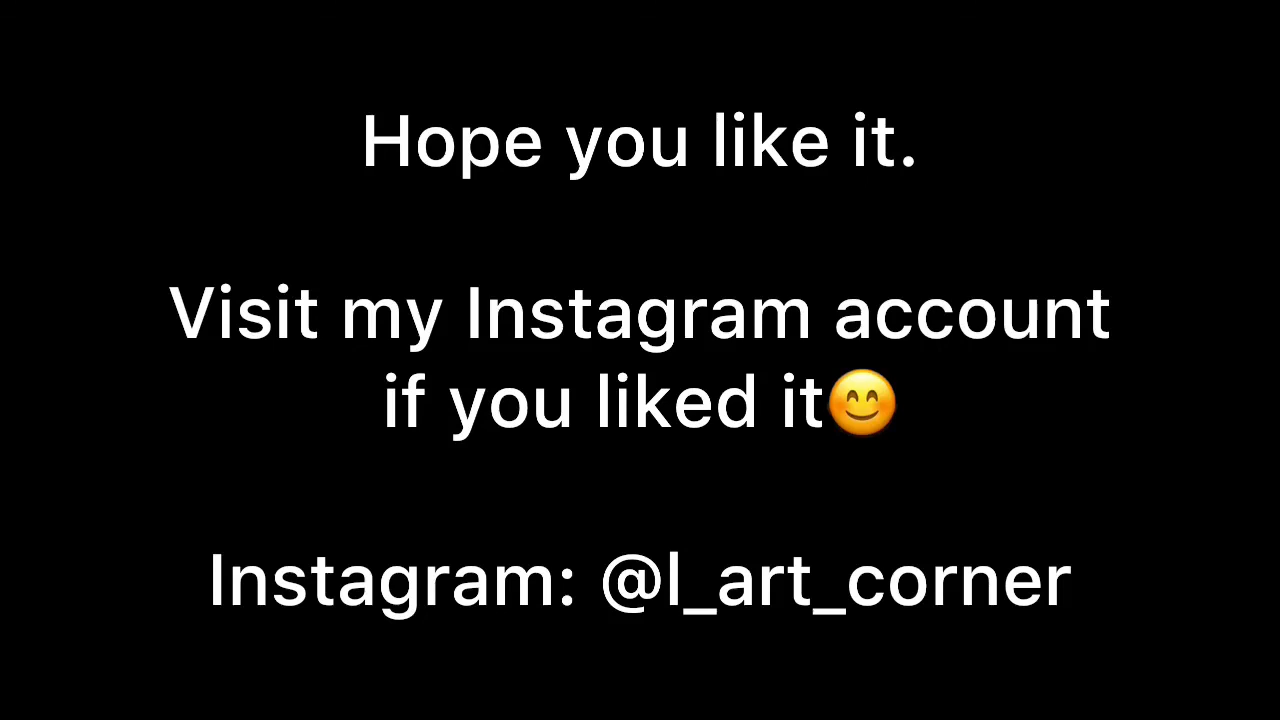 Hope you like it.
Visit my Instagram account
if you liked it😊
Instagram: @l_art_corner